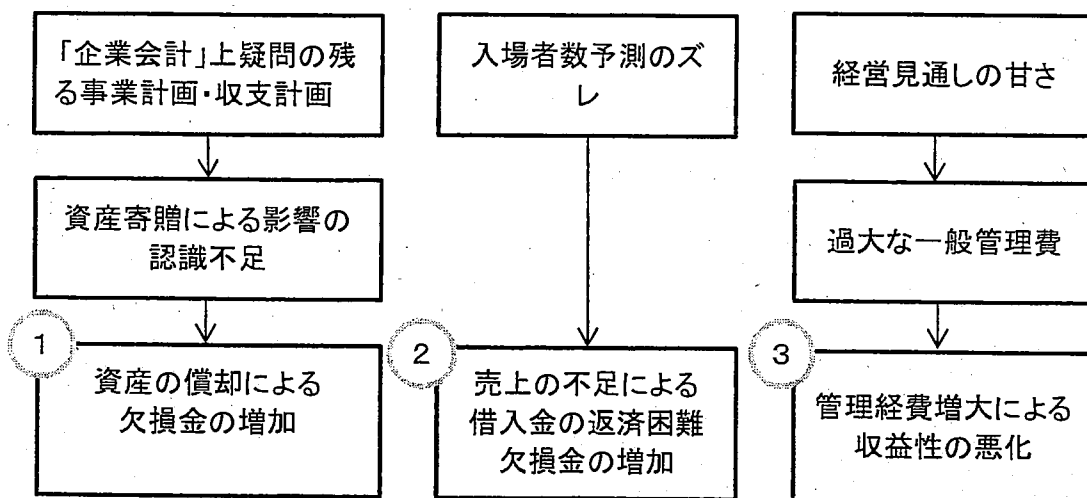 「企業会計」上疑問の残
る事業計画・収支計画
入場者数予測のズ
レ
経営見通しの甘さ
資産寄贈による影響の
認識不足
過大な一般管理費
1
資産の償却による
欠損金の増加
2
売上の不足による
借入金の返済困難
欠損金の増加
3
管理経費増大による
収益性の悪化